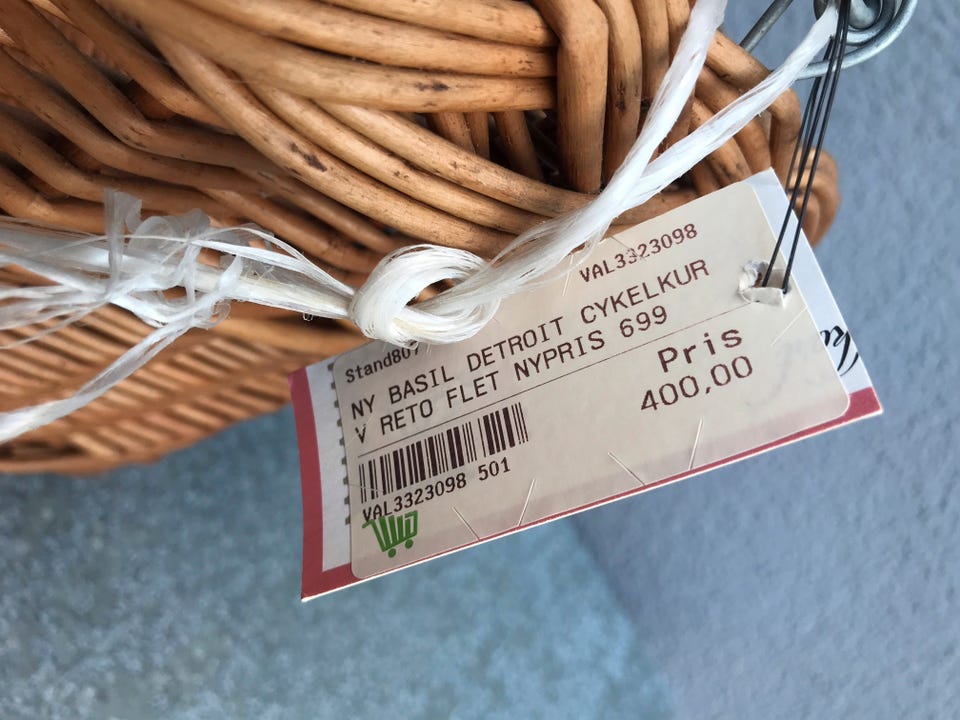 VAL3323098
Stand807
NY BASIL DETROIT CYKELKUR
V RETO FLET NYPRIS 699
Pris
400,00
VAL3323098 501